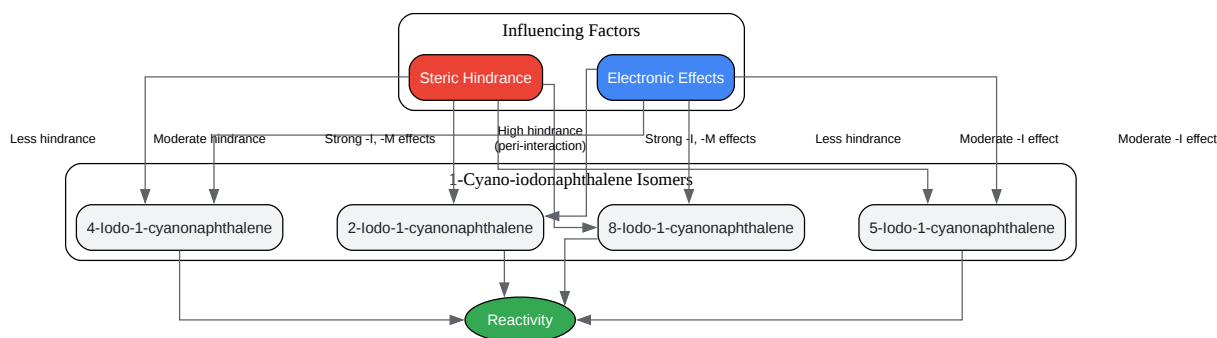 Influencing Factors
Steric Hindrance
Electronic Effects
Less hindrance
Moderate hindrance
Strong -I, -M effects
High hindrance
(peri-interaction)
Strong -I, -M effects
Less hindrance
Moderate -I effect
Moderate -I effect
1-Cyano-iodonaphthalene Isomers
4-Iodo-1-cyanonaphthalene
2-Iodo-1-cyanonaphthalene
8-Iodo-1-cyanonaphthalene
5-Iodo-1-cyanonaphthalene
Reactivity